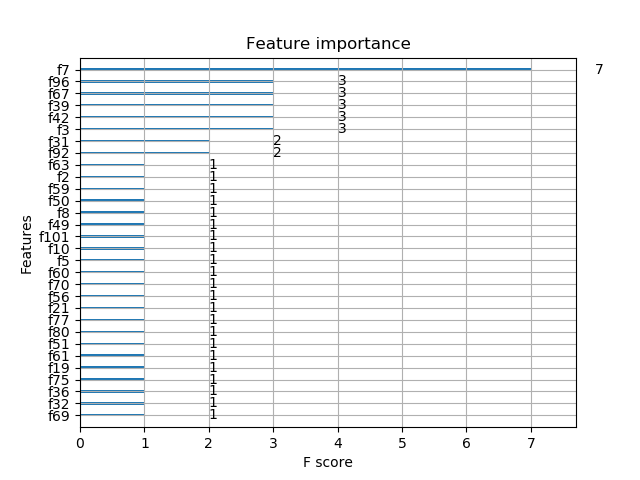 Feature importance
f7 7
f96 3
f67 3
f39 3
f42 3
f3 3
f31 2
f92 2
f63 1
f2 1
f59 1
f50 1
f8 1
f49 1
f101 1
f10 1
f5 1
f60 1
f70 1
f56 1
f21 1
f77 1
f80 1
f51 1
f61 1
f19 1
f75 1
f36 1
f32 1
f69 1
Features
0 1 2 3 4 5 6 7
F score